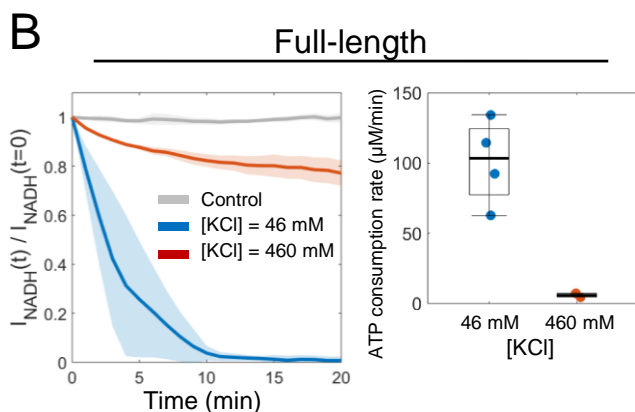 B
Full-length
I_NADH(t) / I_NADH(t=0)
1
0.8
0.6
0.4
0.2
0
0
5
10
15
20
Time (min)
Control
[KCl] = 46 mM
[KCl] = 460 mM
ATP consumption rate (µM/min)
150
100
50
0
46 mM
460 mM
[KCl]